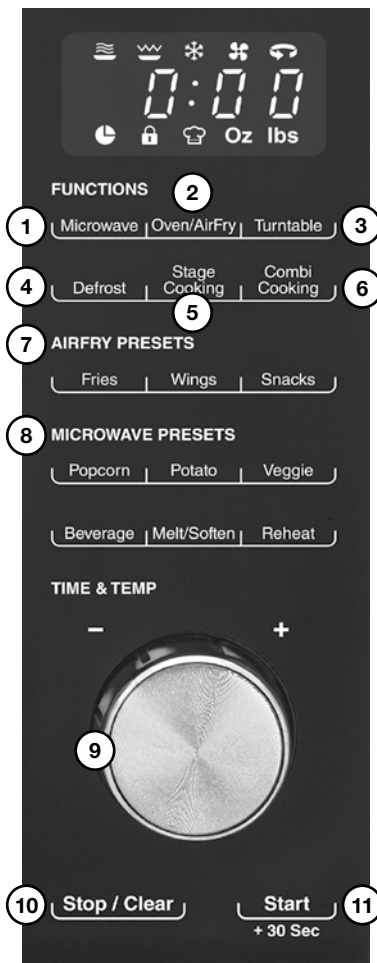 0:00
Oz lbs
FUNCTIONS
2
1 Microwave Oven/AirFry Turntable 3
4 Defrost Stage Cooking Combi Cooking 6
5
7 AIRFRY PRESETS
Fries Wings Snacks
8 MICROWAVE PRESETS
Popcorn Potato Veggie
Beverage Melt/Soften Reheat
TIME & TEMP
− +
9
10 Stop / Clear Start 11
+ 30 Sec